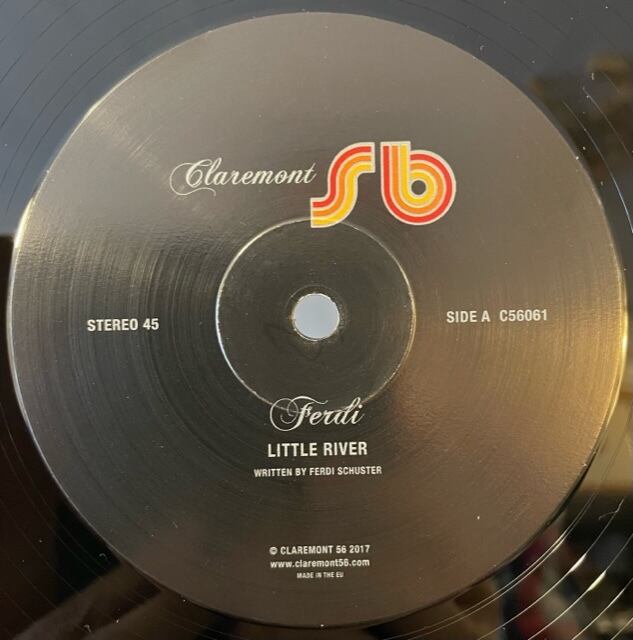 Claremont 56
STEREO 45
SIDE A C56061
Ferdi
LITTLE RIVER
WRITTEN BY FERDI SCHUSTER
© CLAREMONT 56 2017
www.claremont56.com
MADE IN THE EU